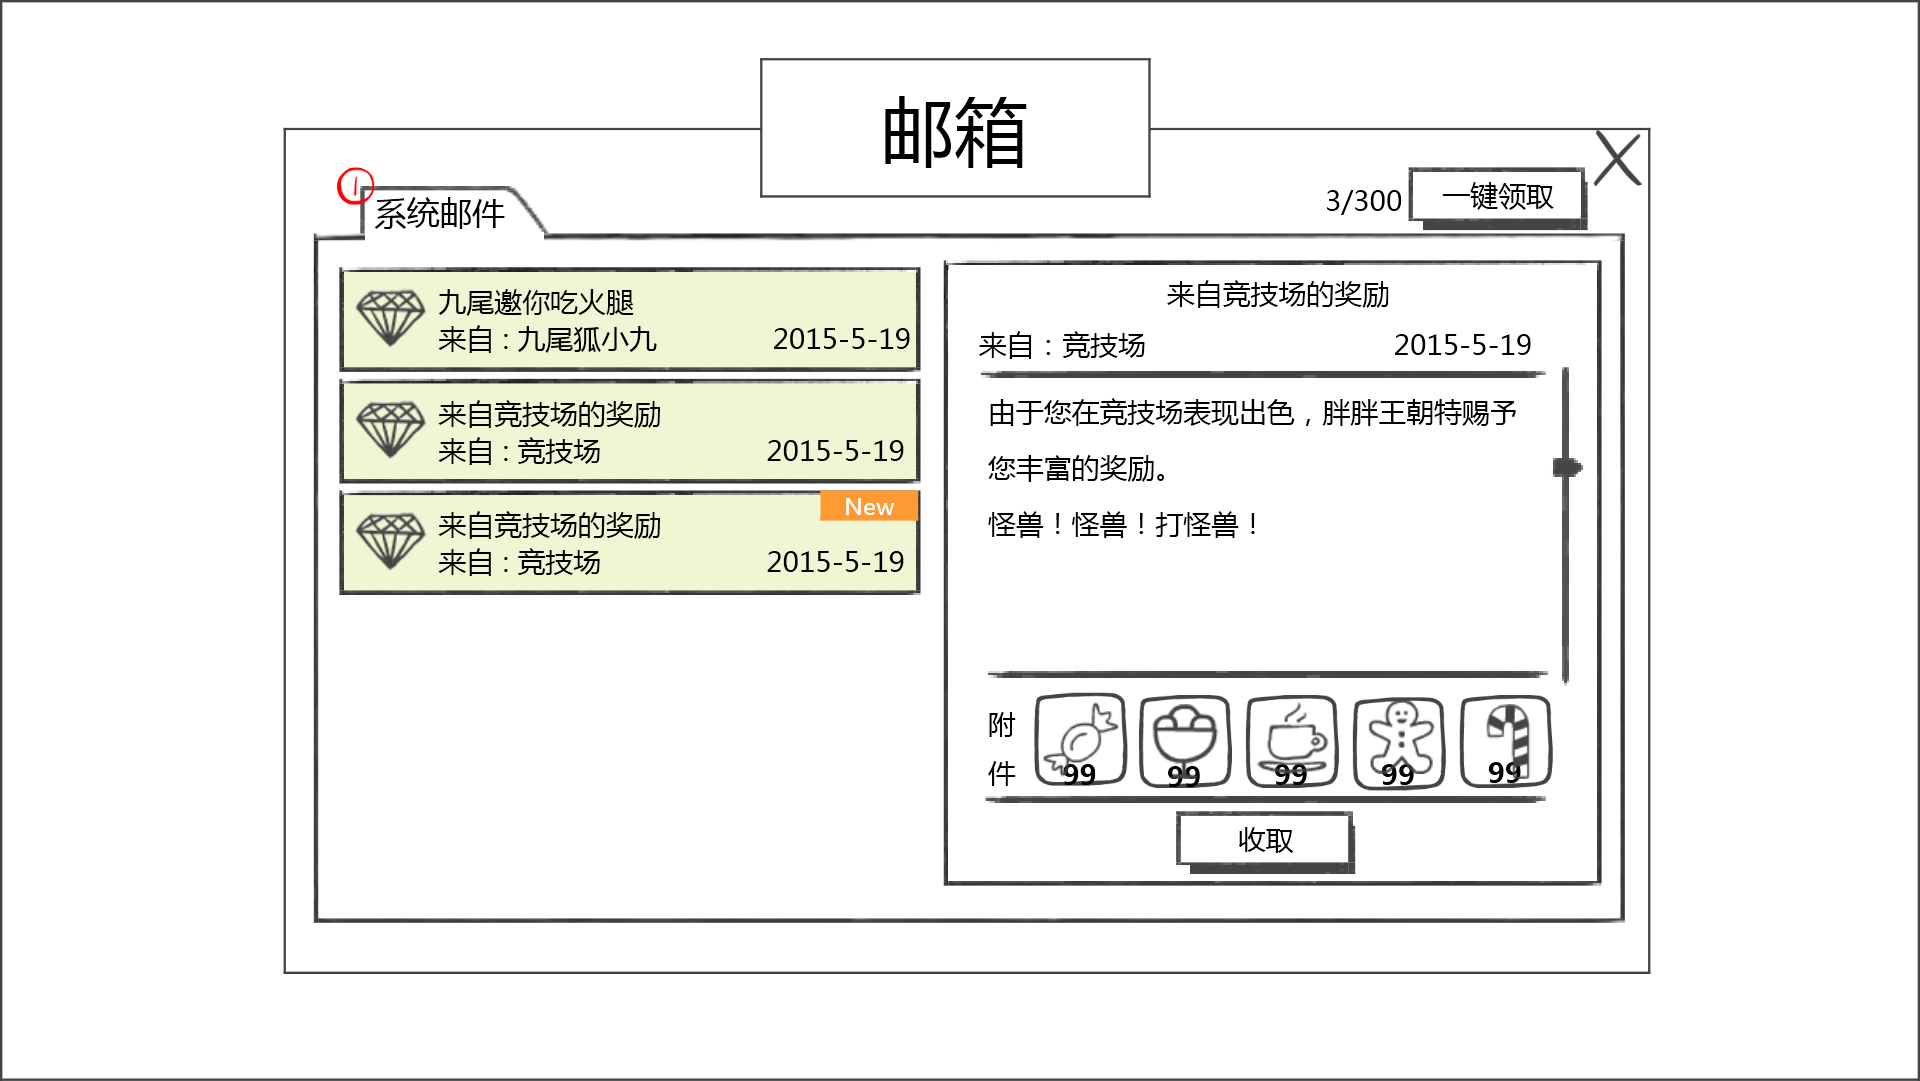 邮箱
1
系统邮件
3/300
一键领取
九尾邀你吃火腿
来自：九尾狐小九 2015-5-19
来自竞技场的奖励
来自：竞技场 2015-5-19
New
来自竞技场的奖励
来自：竞技场 2015-5-19
来自竞技场的奖励
来自：竞技场 2015-5-19
由于您在竞技场表现出色，胖胖王朝特赐予
您丰富的奖励。
怪兽！怪兽！打怪兽！
附
件
99 99 99 99 99
收取